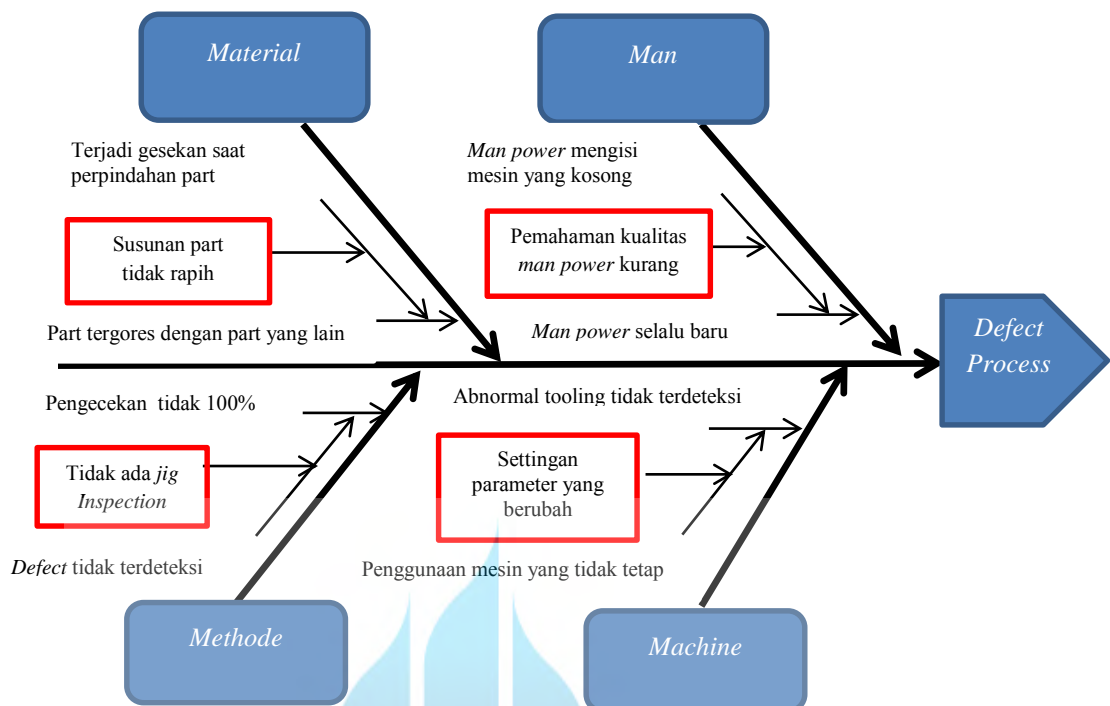 Material
Man
Terjadi gesekan saat
perpindahan part
Man power mengisi
mesin yang kosong
Susunan part
tidak rapih
Pemahaman kualitas
man power kurang
Part tergores dengan part yang lain
Man power selalu baru
Defect
Process
Pengecekan tidak 100%
Abnormal tooling tidak terdeteksi
Tidak ada jig
Inspection
Settingan
parameter yang
berubah
Defect tidak terdeteksi
Penggunaan mesin yang tidak tetap
Methode
Machine